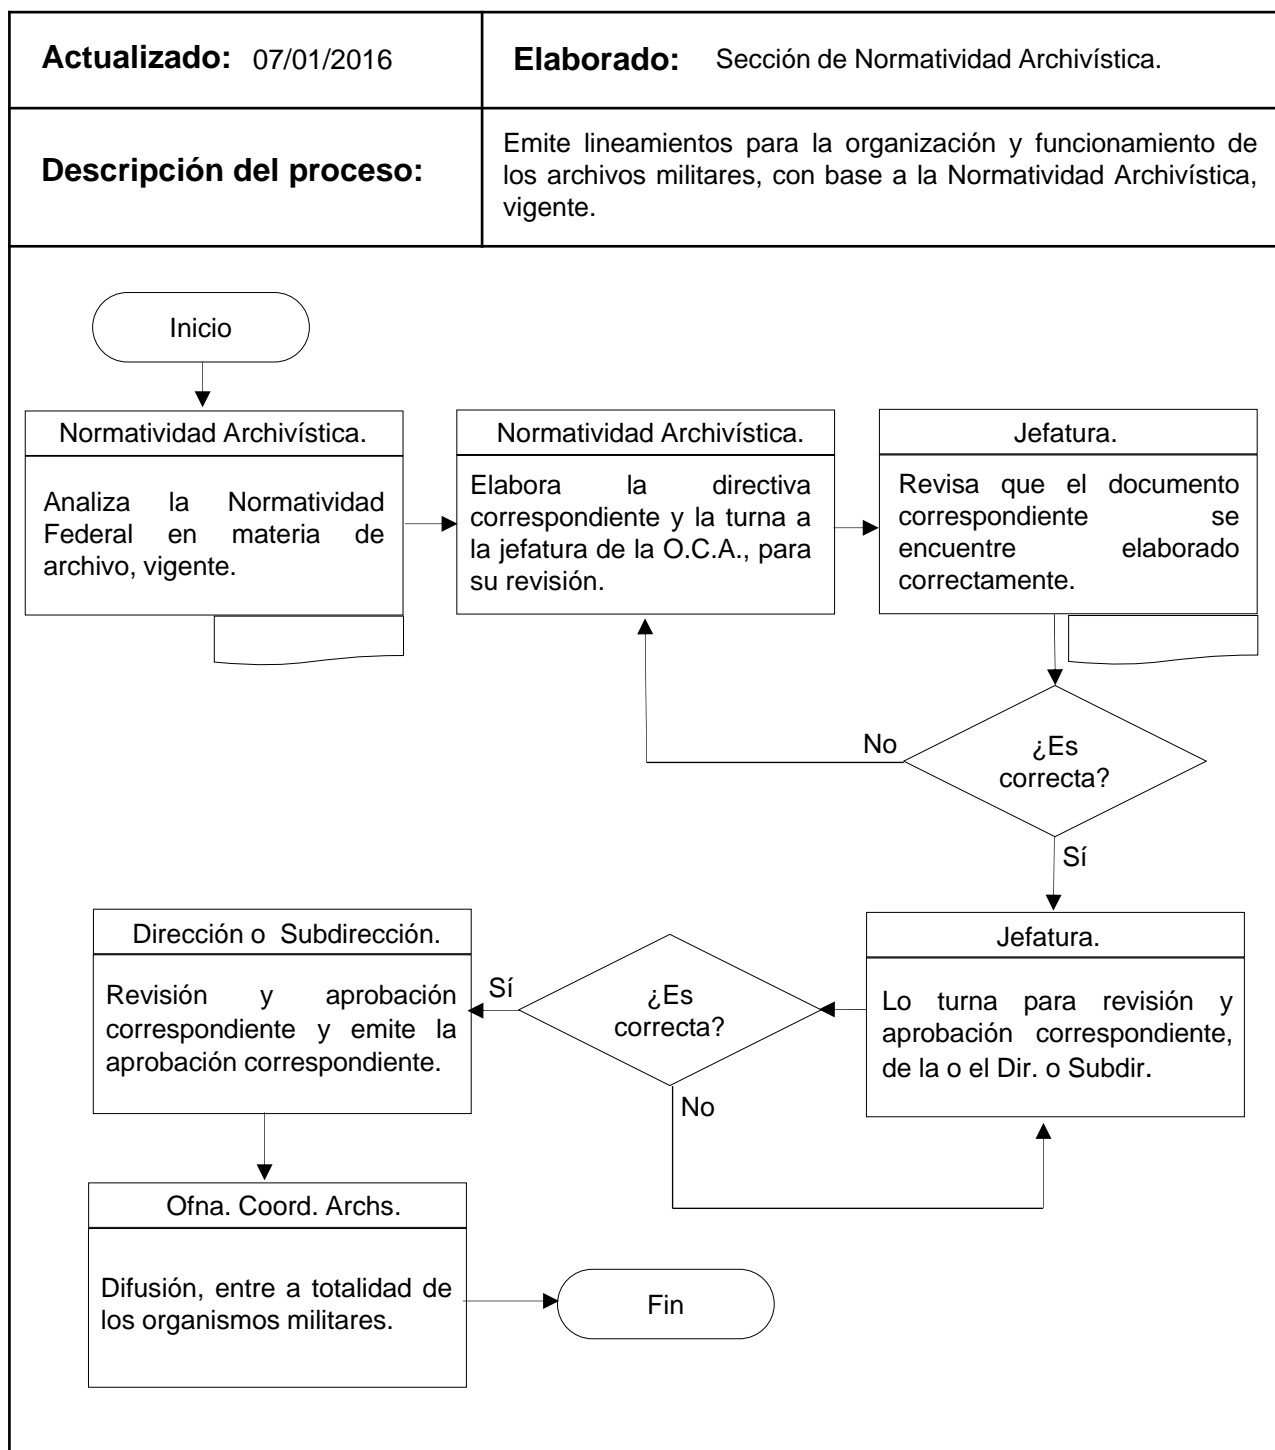 Actualizado: 07/01/2016
Elaborado: Sección de Normatividad Archivística.
Descripción del proceso:
Emite lineamientos para la organización y funcionamiento de
los archivos militares, con base a la Normatividad Archivística,
vigente.
Inicio
Normatividad Archivística.
Analiza la Normatividad
Federal en materia de
archivo, vigente.
Normatividad Archivística.
Elabora la directiva
correspondiente y la turna a
la jefatura de la O.C.A., para
su revisión.
Jefatura.
Revisa que el documento
correspondiente se
encuentre elaborado
correctamente.
¿Es
correcta?
No
Sí
Jefatura.
Lo turna para revisión y
aprobación correspondiente,
de la o el Dir. o Subdir.
¿Es
correcta?
Sí
No
Dirección o Subdirección.
Revisión y aprobación
correspondiente y emite la
aprobación correspondiente.
Ofna. Coord. Archs.
Difusión, entre a totalidad de
los organismos militares.
Fin